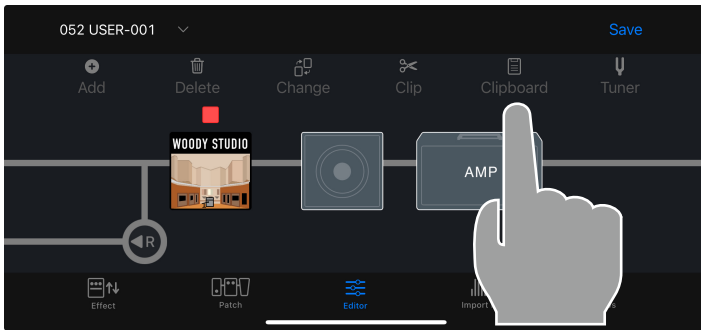 052 USER-001
Save
Add
Delete
Change
Clip
Clipboard
Tuner
WOODY STUDIO
AMP
R
Effect
Patch
Editor
Import